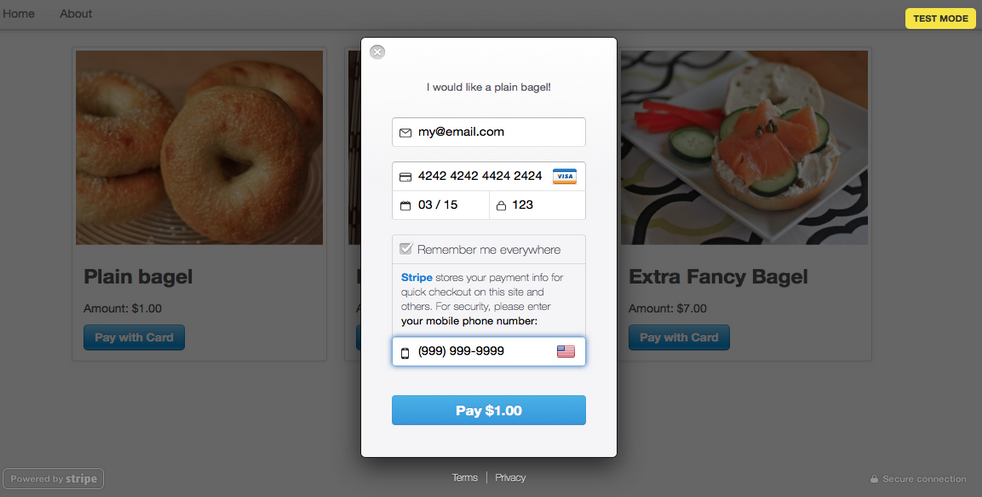 Home
About
TEST MODE
I would like a plain bagel!
my@email.com
4242 4242 4424 2424
VISA
03 / 15
123
Remember me everywhere
Stripe stores your payment info for
quick checkout on this site and
others. For security, please enter
your mobile phone number:
(999) 999-9999
Pay $1.00
Plain bagel
Amount: $1.00
Pay with Card
Extra Fancy Bagel
Amount: $7.00
Pay with Card
Powered by stripe
Terms
Privacy
Secure connection